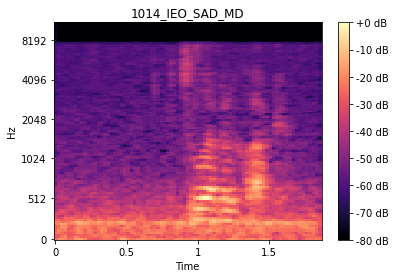 1014_IEO_SAD_MD
Hz
8192
4096
2048
1024
512
0
0
0.5
1
1.5
Time
+0 dB
-10 dB
-20 dB
-30 dB
-40 dB
-50 dB
-60 dB
-70 dB
-80 dB